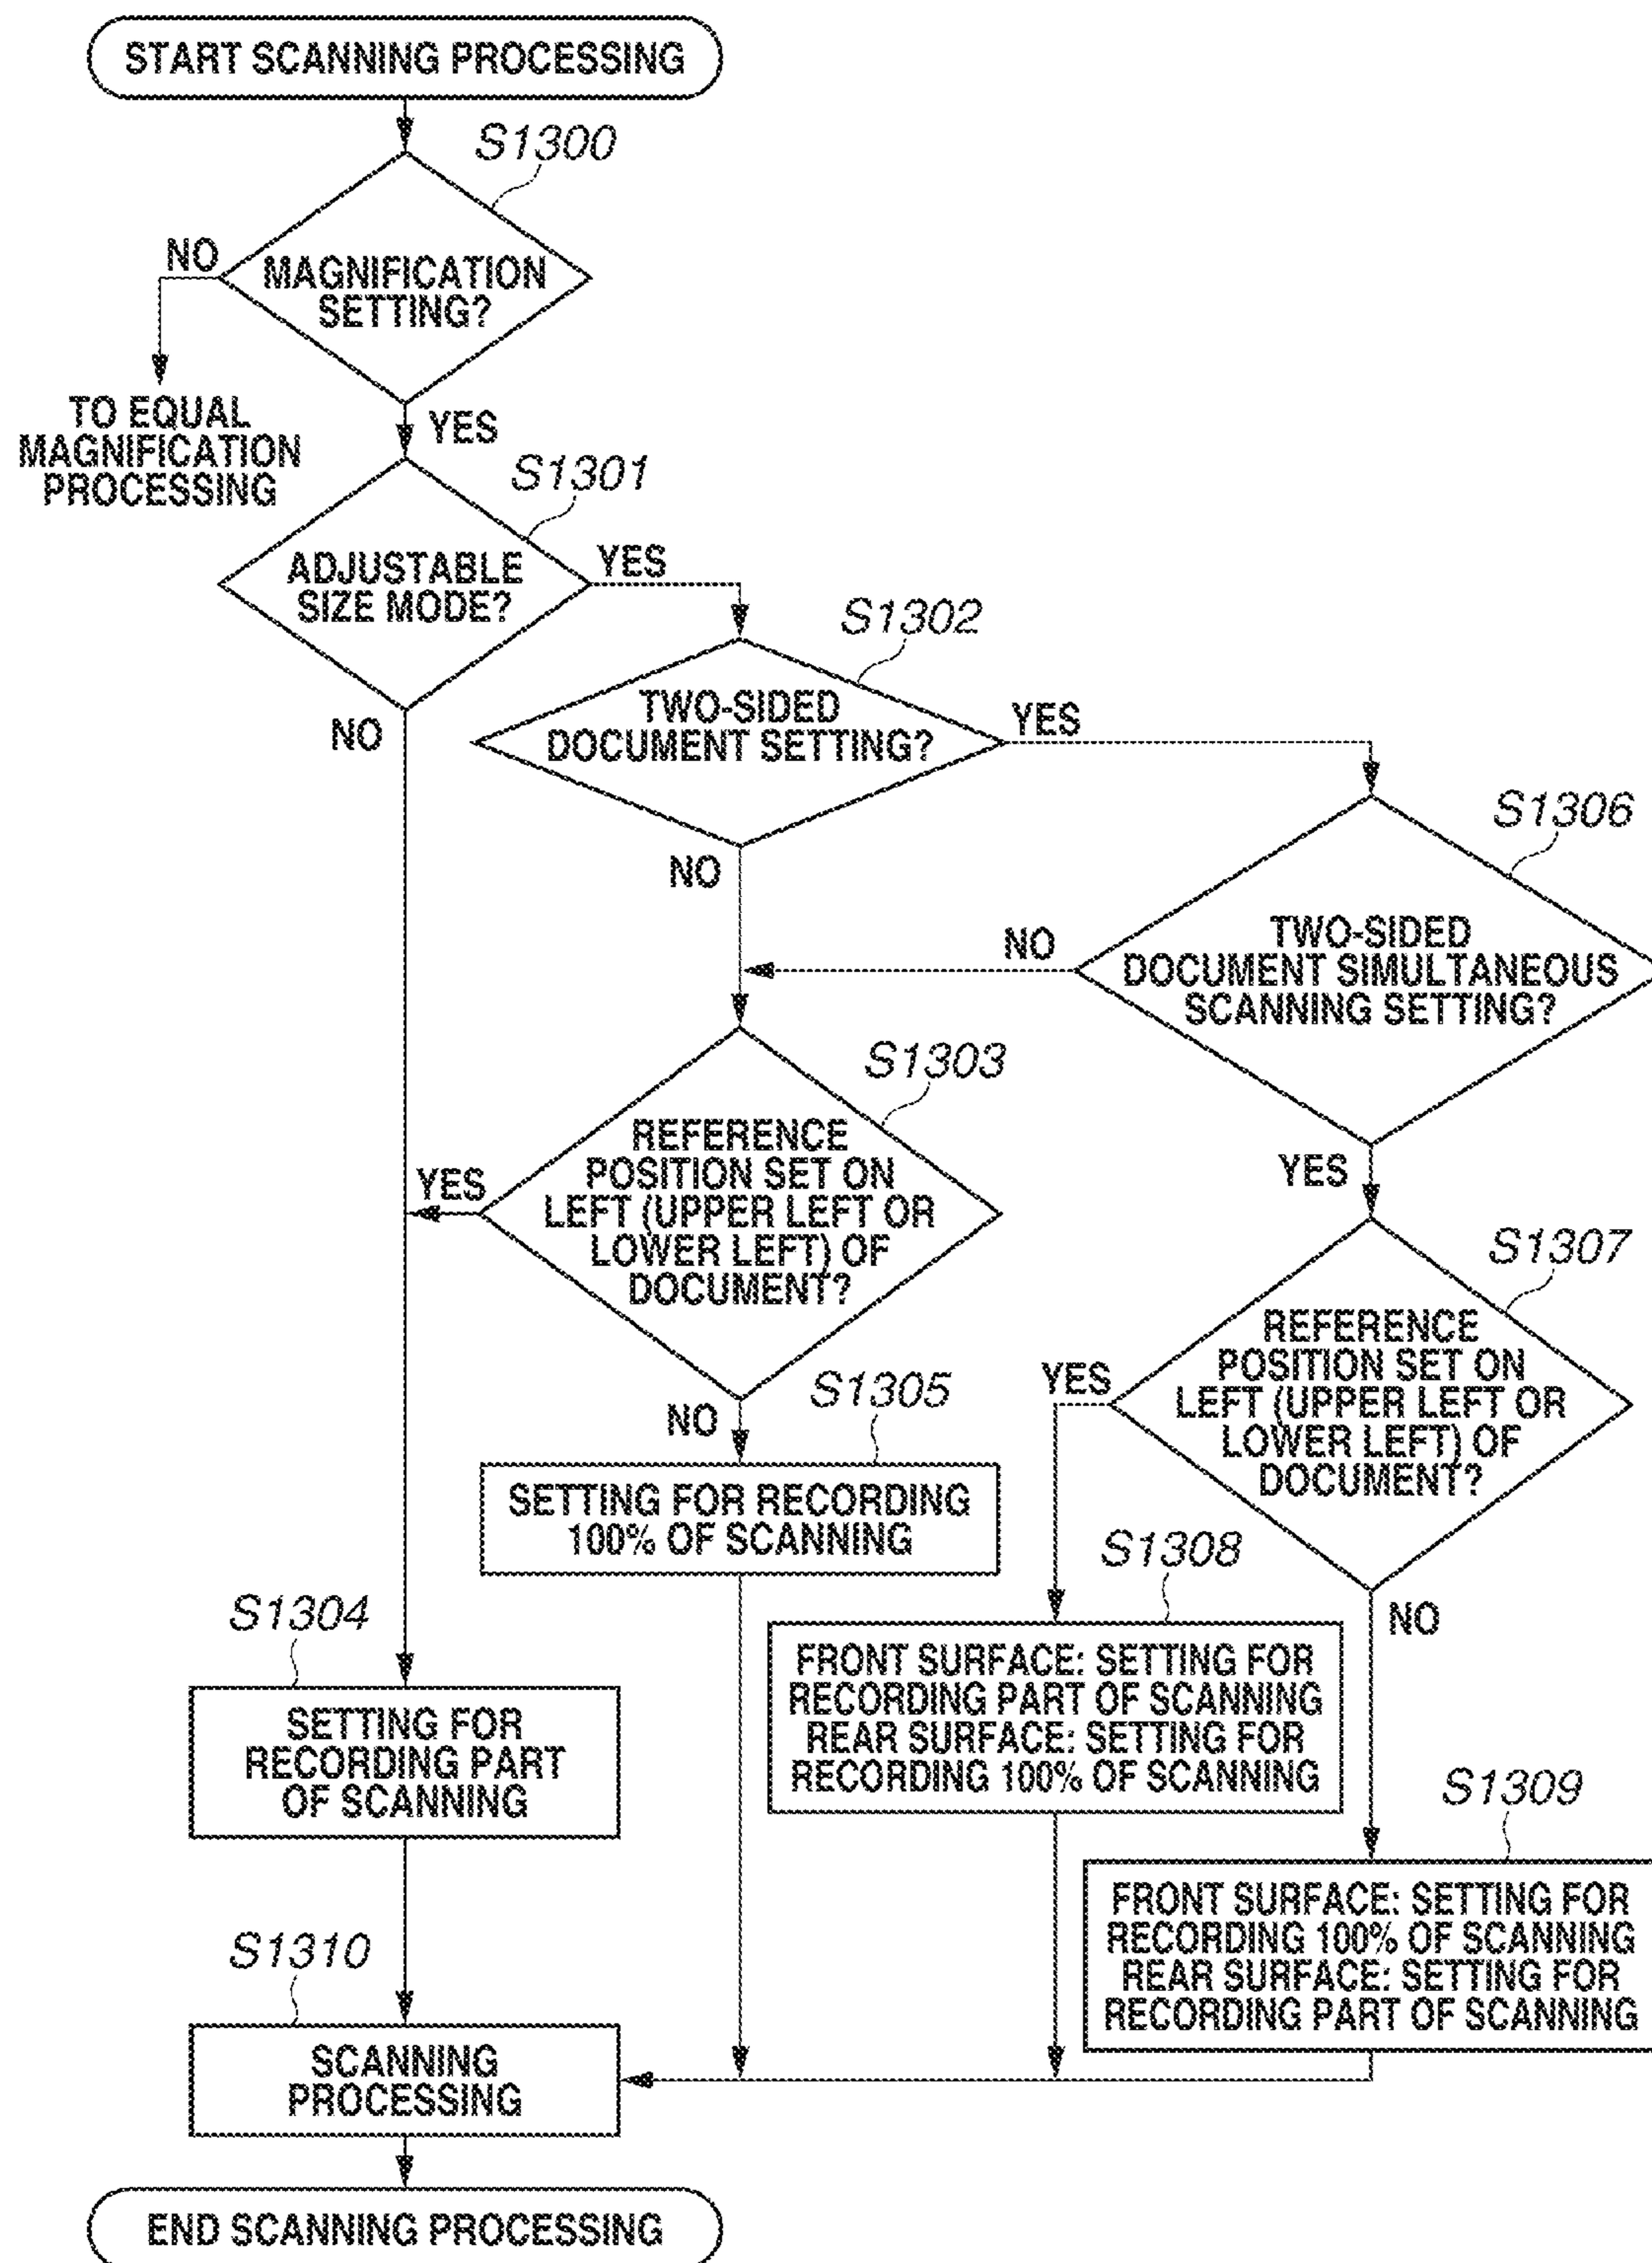 START SCANNING PROCESSING
S1300
NO
MAGNIFICATION
SETTING?
TO EQUAL
MAGNIFICATION
PROCESSING
YES
S1301
ADJUSTABLE
SIZE MODE?
YES
NO
S1302
TWO-SIDED
DOCUMENT SETTING?
YES
NO
S1306
TWO-SIDED
DOCUMENT SIMULTANEOUS
SCANNING SETTING?
NO
YES
S1303
REFERENCE
POSITION SET ON
LEFT (UPPER LEFT OR
LOWER LEFT) OF
DOCUMENT?
YES
NO
S1307
REFERENCE
POSITION SET ON
LEFT (UPPER LEFT OR
LOWER LEFT) OF
DOCUMENT?
YES
NO
S1305
SETTING FOR RECORDING
100% OF SCANNING
S1308
FRONT SURFACE: SETTING FOR
RECORDING PART OF SCANNING
REAR SURFACE: SETTING FOR
RECORDING 100% OF SCANNING
S1304
SETTING FOR
RECORDING PART
OF SCANNING
S1309
FRONT SURFACE: SETTING FOR
RECORDING 100% OF SCANNING
REAR SURFACE: SETTING FOR
RECORDING PART OF SCANNING
S1310
SCANNING
PROCESSING
END SCANNING PROCESSING